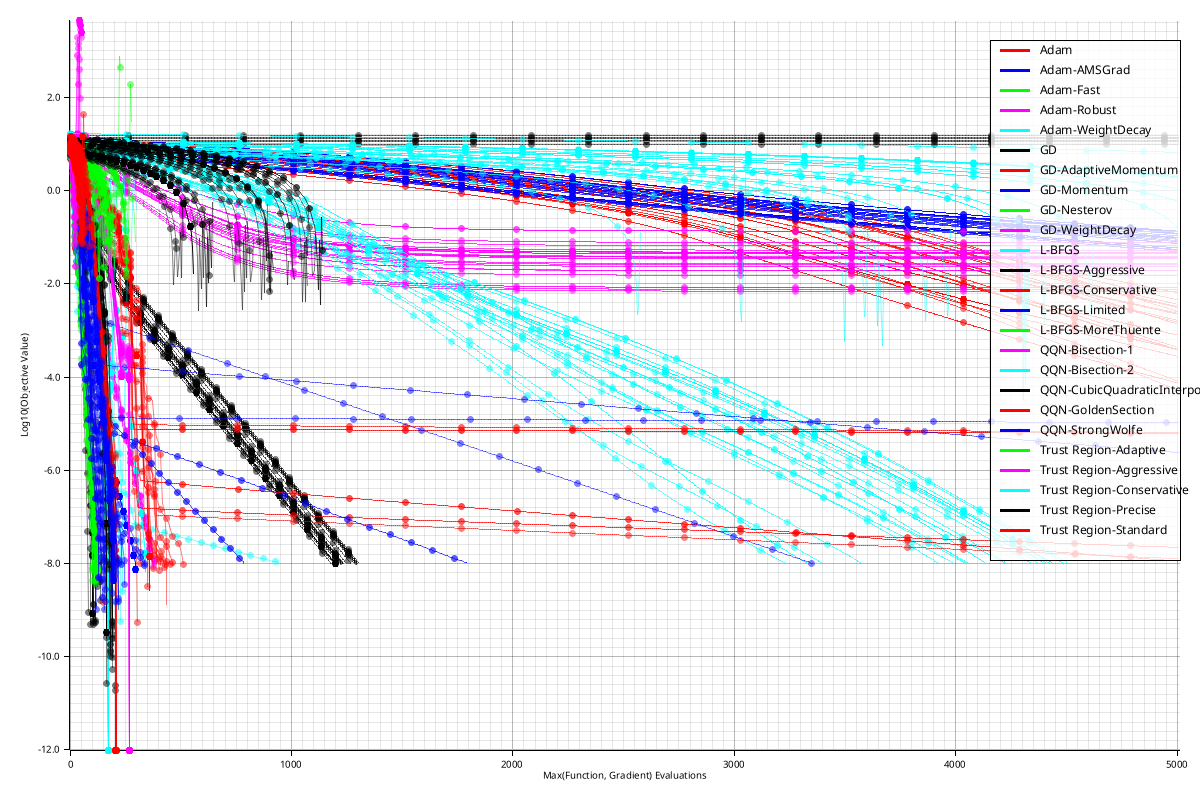 2.0
0.0
-2.0
-4.0
-6.0
-8.0
-10.0
-12.0
Log10(Objective Value)
0
1000
2000
3000
4000
5000
Max(Function, Gradient) Evaluations
Adam
Adam-AMSGrad
Adam-Fast
Adam-Robust
Adam-WeightDecay
GD
GD-AdaptiveMomentum
GD-Momentum
GD-Nesterov
GD-WeightDecay
L-BFGS
L-BFGS-Aggressive
L-BFGS-Conservative
L-BFGS-Limited
L-BFGS-MoreThuente
QQN-Bisection-1
QQN-Bisection-2
QQN-CubicQuadraticInterpo
QQN-GoldenSection
QQN-StrongWolfe
Trust Region-Adaptive
Trust Region-Aggressive
Trust Region-Conservative
Trust Region-Precise
Trust Region-Standard